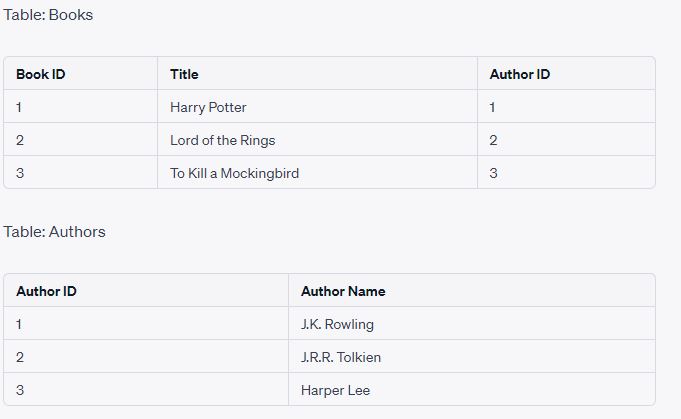 Table: Books
Book ID Title Author ID
1 Harry Potter 1
2 Lord of the Rings 2
3 To Kill a Mockingbird 3
Table: Authors
Author ID Author Name
1 J.K. Rowling
2 J.R.R. Tolkien
3 Harper Lee